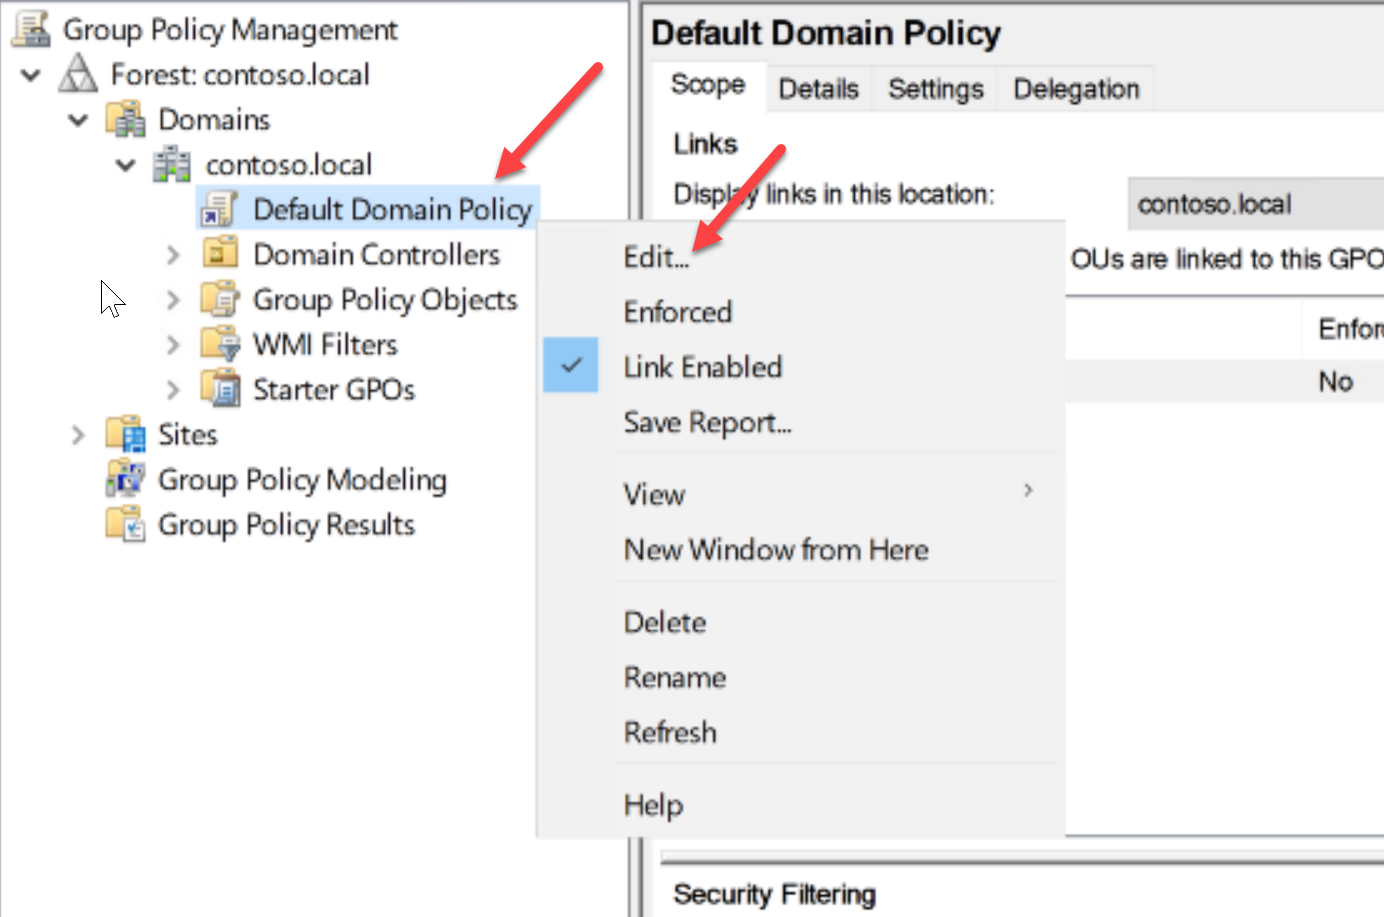 Group Policy Management
Forest: contoso.local
Domains
contoso.local
Default Domain Policy
Domain Controllers
Group Policy Objects
WMI Filters
Starter GPOs
Sites
Group Policy Modeling
Group Policy Results
Default Domain Policy
Scope Details Settings Delegation
Links
Display links in this location: contoso.local
OUs are linked to this GPO
Enfor
No
Edit...
Enforced
Link Enabled
Save Report...
View
New Window from Here
Delete
Rename
Refresh
Help
Security Filtering